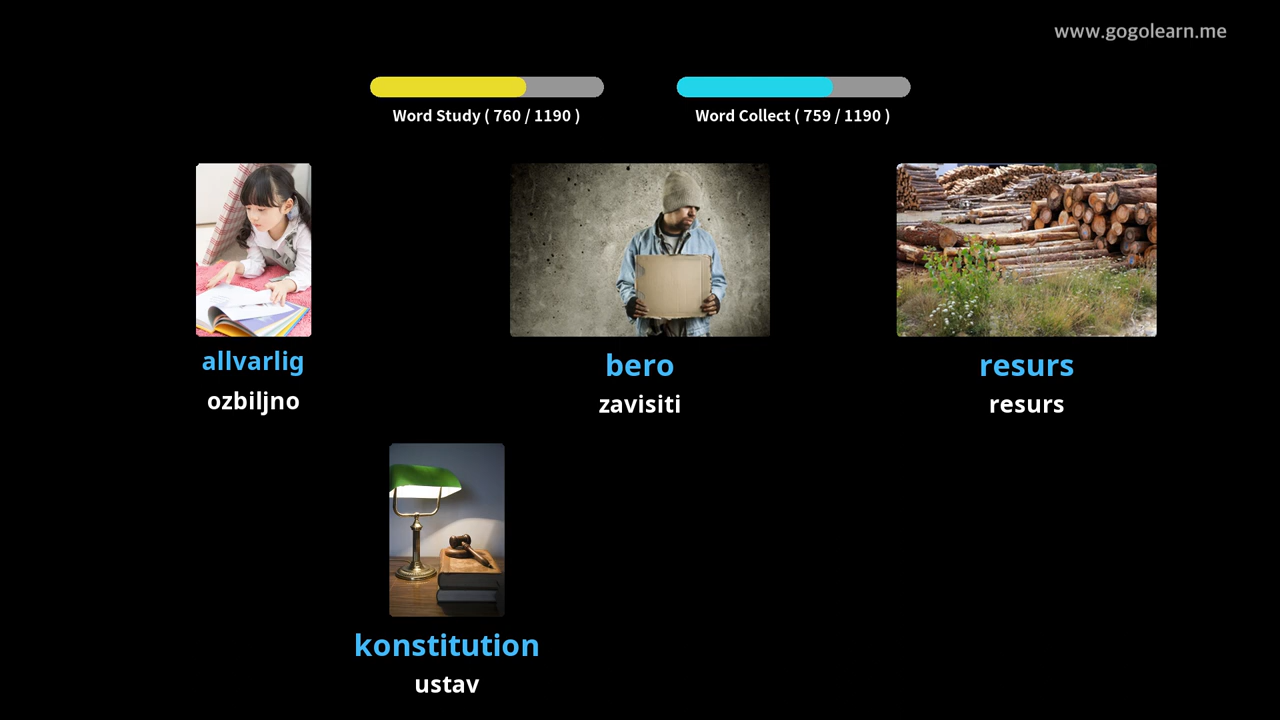 www.gogolearn.me
Word Study ( 760 / 1190 )
Word Collect ( 759 / 1190 )
allvarlig
ozbiljno
bero
zavisiti
resurs
resurs
konstitution
ustav